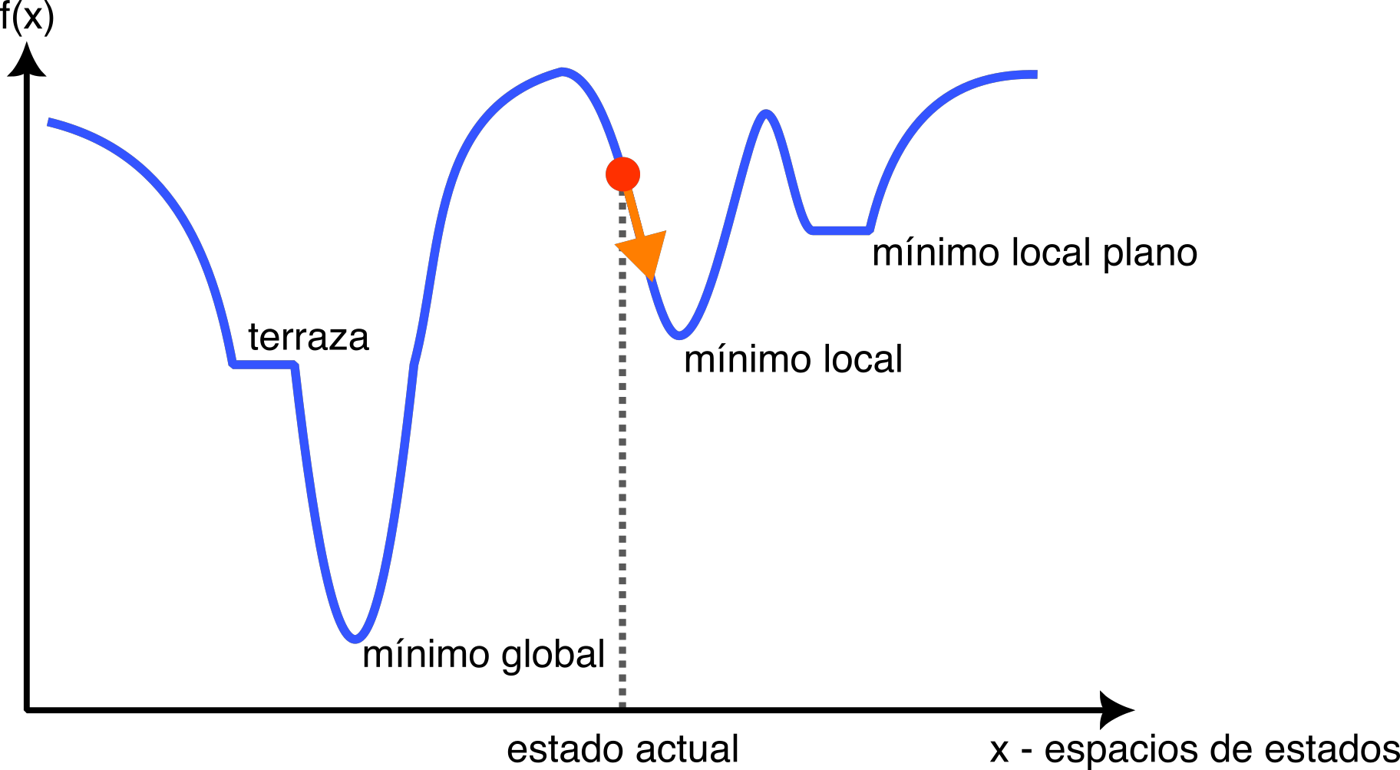 f(x)
mínimo local plano
terraza
mínimo local
mínimo global
estado actual
x - espacios de estados